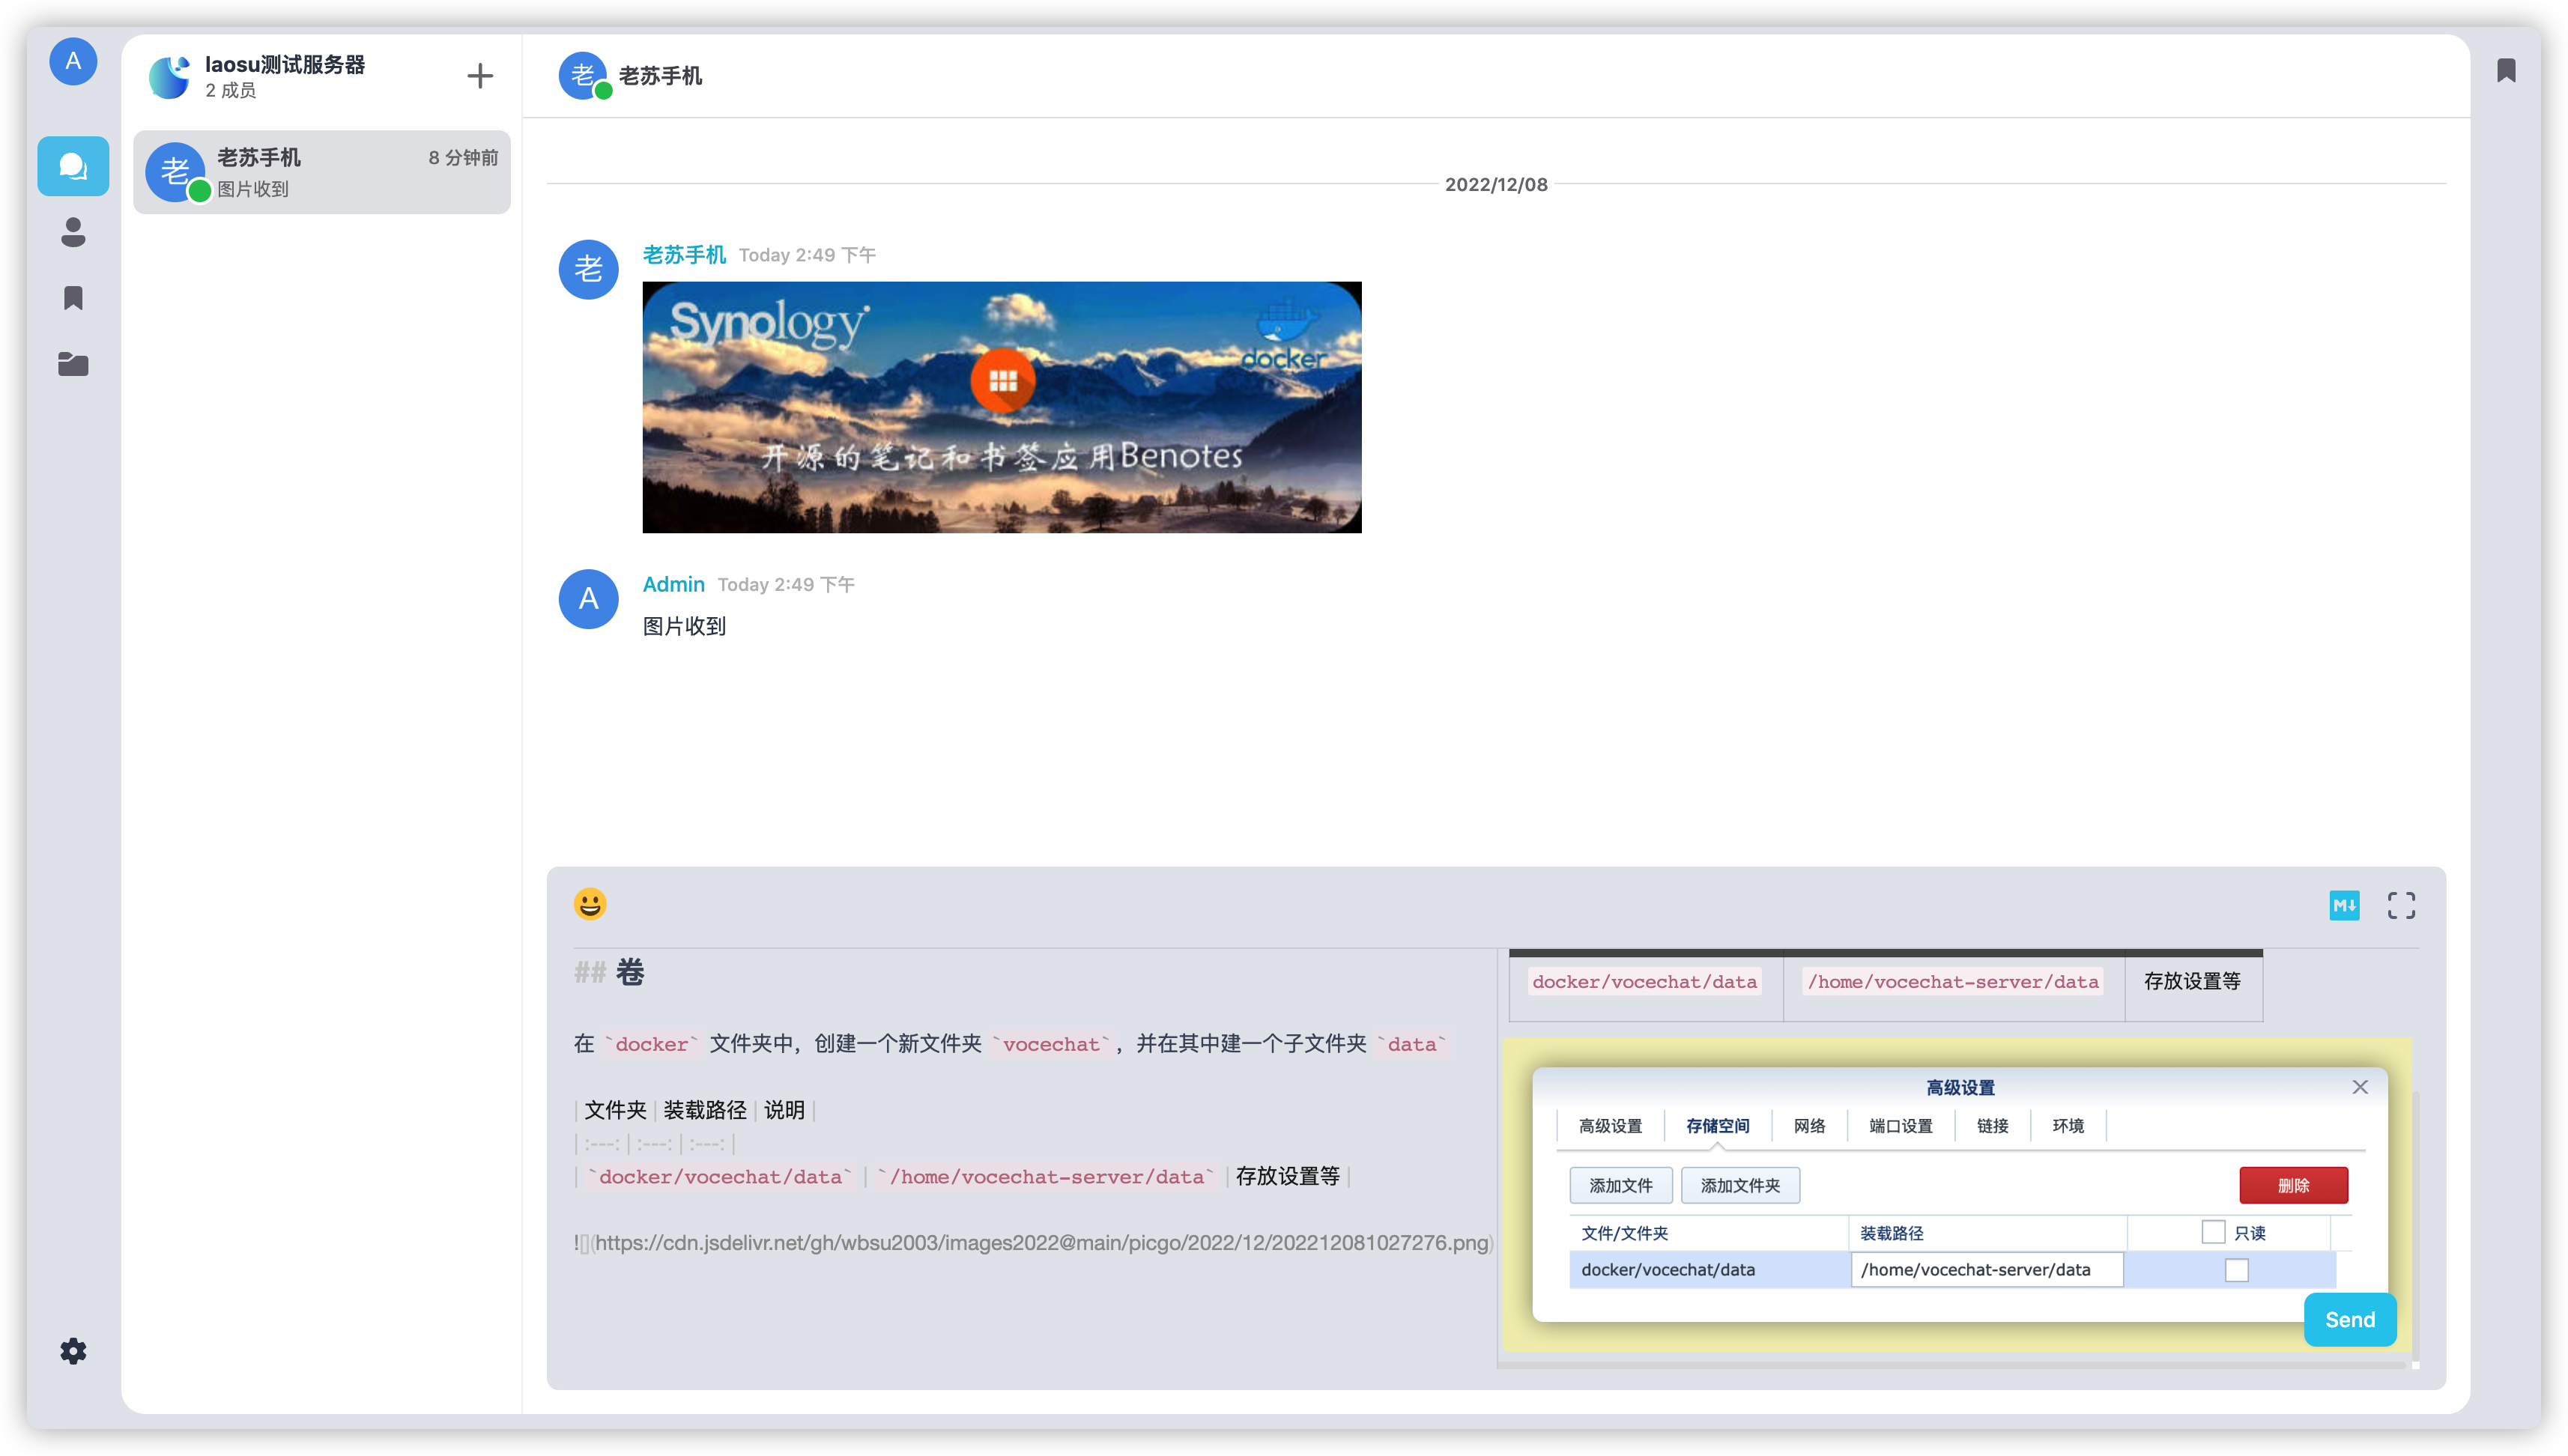 A
laosu测试服务器
2 成员
老
老苏手机
8 分钟前
图片收到
老
老苏手机
2022/12/08
老
老苏手机 Today 2:49 下午
Synology
docker
开源的笔记和书签应用Benotes
A
Admin Today 2:49 下午
图片收到
M↓
## 卷
在 `docker` 文件夹中，创建一个新文件夹 `vocechat`，并在其中建一个子文件夹 `data`
| 文件夹 | 装载路径 | 说明 |
| :---: | :---: | :---: |
| `docker/vocechat/data` | `/home/vocechat-server/data` | 存放设置等 |
![](https://cdn.jsdelivr.net/gh/wbsu2003/images2022@main/picgo/2022/12/202212081027276.png)
docker/vocechat/data /home/vocechat-server/data 存放设置等
高级设置
高级设置 存储空间 网络 端口设置 链接 环境
添加文件 添加文件夹 删除
文件/文件夹 装载路径 只读
docker/vocechat/data /home/vocechat-server/data
Send